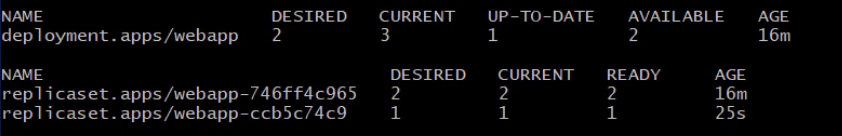 NAME DESIRED CURRENT UP-TO-DATE AVAILABLE AGE
deployment.apps/webapp 2 3 1 2 16m
NAME DESIRED CURRENT READY AGE
replicaset.apps/webapp-746ff4c965 2 2 2 16m
replicaset.apps/webapp-ccb5c74c9 1 1 1 25s